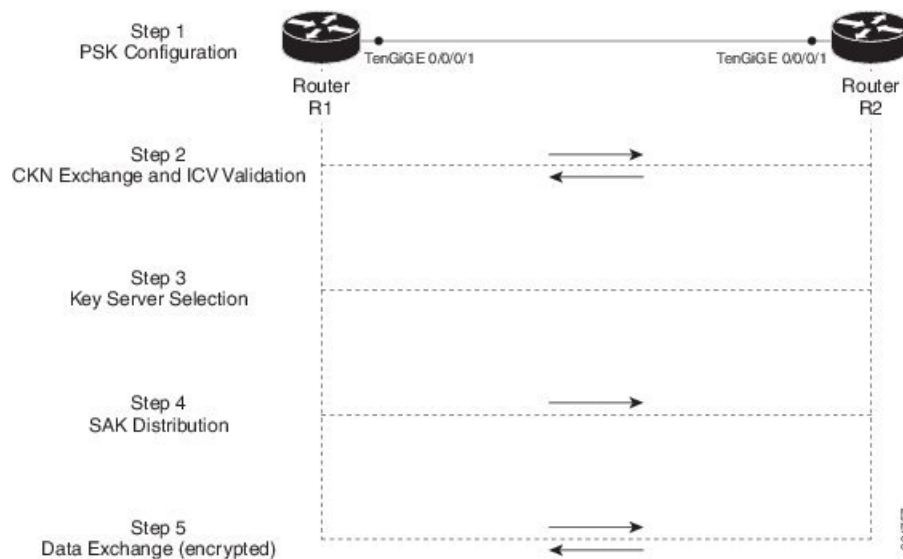 Step 1
PSK Configuration
TenGiGE 0/0/0/1
TenGiGE 0/0/0/1
Router
R1
Router
R2
Step 2
CKN Exchange and ICV Validation
Step 3
Key Server Selection
Step 4
SAK Distribution
Step 5
Data Exchange (encrypted)